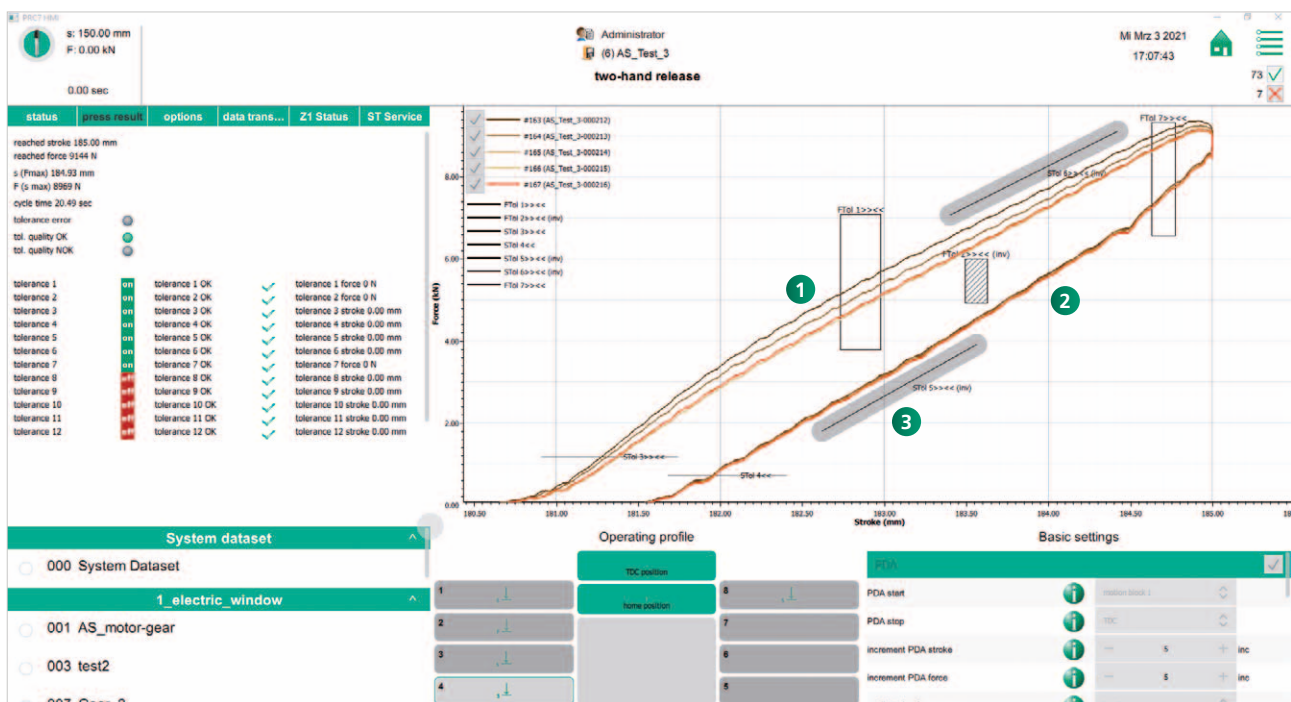 PRC7 HMI
s: 150.00 mm
F: 0.00 kN
0.00 sec
Administrator
(6) AS_Test_3
two-hand release
Mi Mrz 3 2021
17:07:43
73
7
status press result options data trans... Z1 Status ST Service
reached stroke 185.00 mm
reached force 9144 N
s (Fmax) 184.93 mm
F (s max) 8969 N
cycle time 20.49 sec
tolerance error
tol. quality OK
tol. quality NOK
tolerance 1 on tolerance 1 OK tolerance 1 force 0 N
tolerance 2 on tolerance 2 OK tolerance 2 force 0 N
tolerance 3 on tolerance 3 OK tolerance 3 stroke 0.00 mm
tolerance 4 on tolerance 4 OK tolerance 4 stroke 0.00 mm
tolerance 5 on tolerance 5 OK tolerance 5 stroke 0.00 mm
tolerance 6 on tolerance 6 OK tolerance 6 stroke 0.00 mm
tolerance 7 on tolerance 7 OK tolerance 7 force 0 N
tolerance 8 off tolerance 8 OK tolerance 8 stroke 0.00 mm
tolerance 9 off tolerance 9 OK tolerance 9 stroke 0.00 mm
tolerance 10 off tolerance 10 OK tolerance 10 stroke 0.00 mm
tolerance 11 off tolerance 11 OK tolerance 11 stroke 0.00 mm
tolerance 12 off tolerance 12 OK tolerance 12 stroke 0.00 mm
#163 (AS_Test_3-000212)
#164 (AS_Test_3-000213)
#165 (AS_Test_3-000214)
#166 (AS_Test_3-000215)
#167 (AS_Test_3-000216)
FTol 1>><<
FTol 2>><< (inv)
STol 3>><<
STol 4<<
STol 5>><< (inv)
STol 6>><< (inv)
FTol 7>><<
FTol 7>><<
STol 6>><< (inv)
FTol 1>><<
FTol 2>><< (inv)
1
2
STol 5>><< (inv)
3
STol 3>><<
STol 4<<
Force (kN)
8.00
6.00
4.00
2.00
0.00
180.50 181.00 181.50 182.00 182.50 183.00 183.50 184.00 184.50 185.00
Stroke (mm)
System dataset
000 System Dataset
1_electric_window
001 AS_motor-gear
003 test2
Operating profile
TDC position
home position
1
2
3
4
8
7
6
5
Basic settings
PDA
PDA start motion block 1
PDA stop TDC
increment PDA stroke - 5 + inc
increment PDA force - 5 + inc